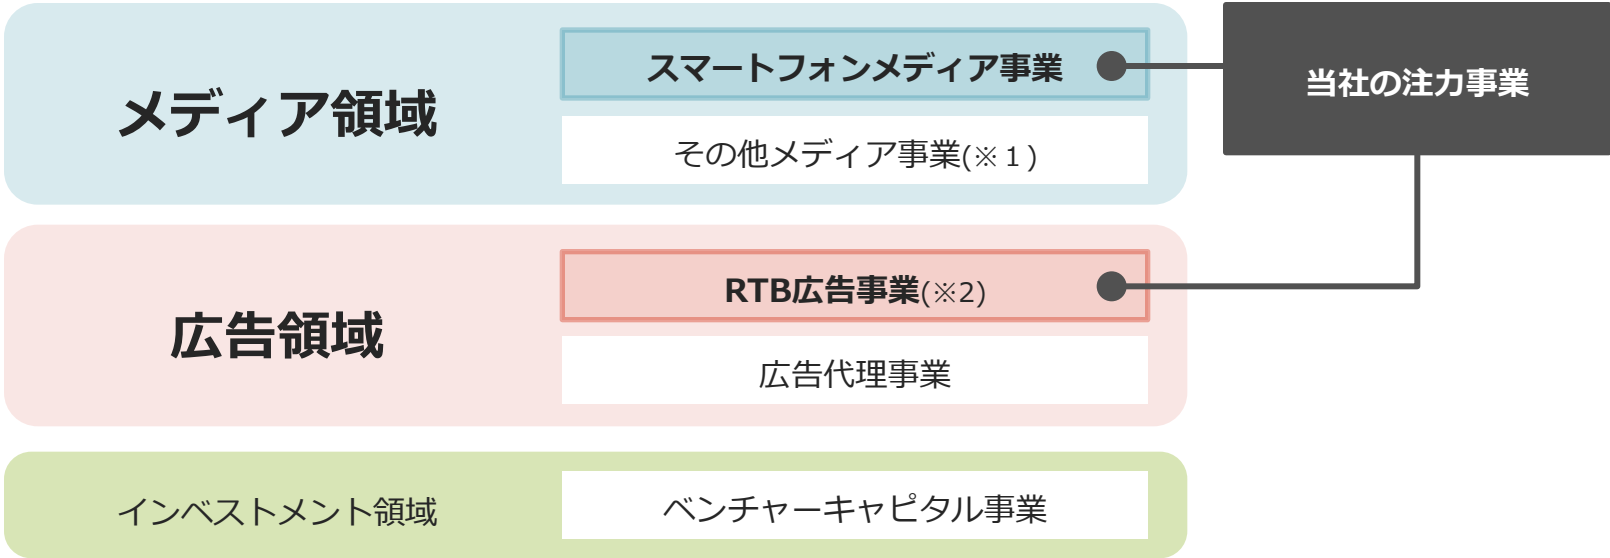 メディア領域
スマートフォンメディア事業
その他メディア事業(※１)
当社の注力事業
広告領域
RTB広告事業(※2)
広告代理事業
インベストメント領域
ベンチャーキャピタル事業